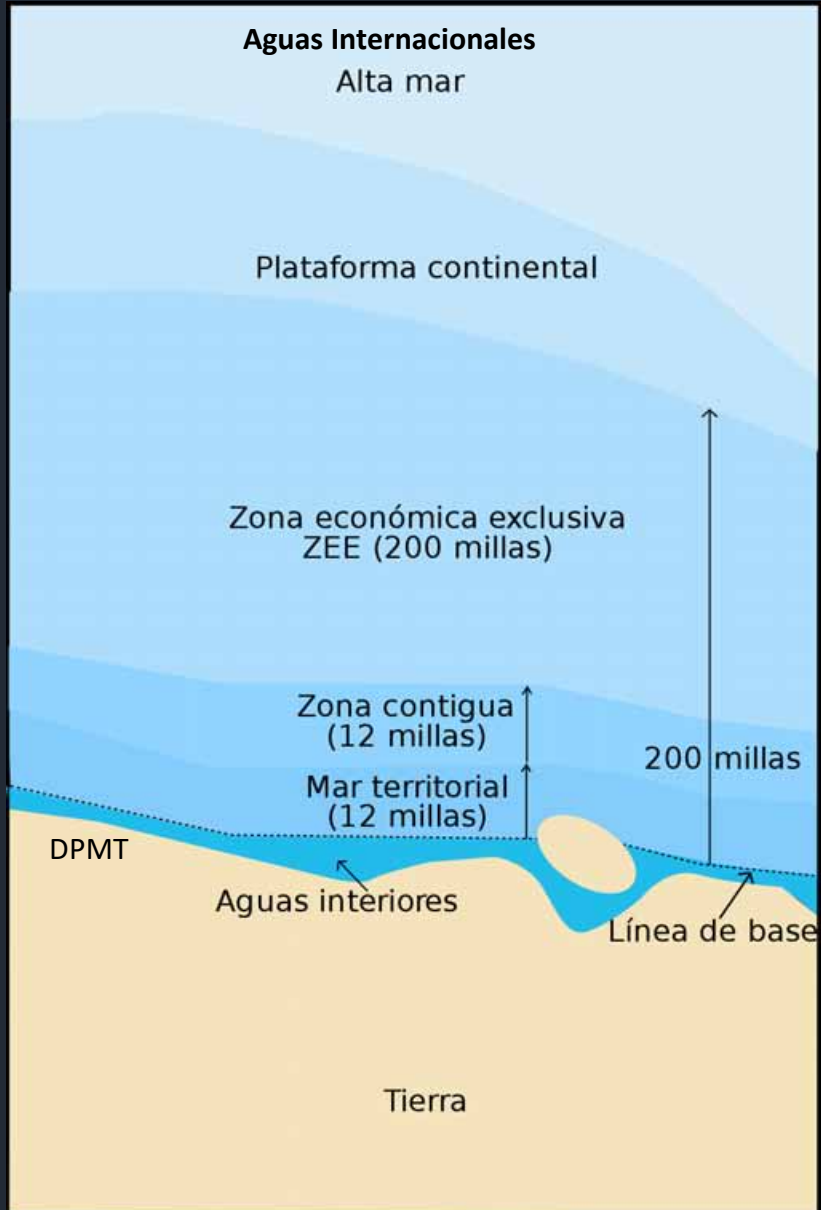 Aguas Internacionales
Alta mar
Plataforma continental
Zona económica exclusiva
ZEE (200 millas)
Zona contigua
(12 millas)
200 millas
Mar territorial
(12 millas)
DPMT
Aguas interiores
Línea de base
Tierra